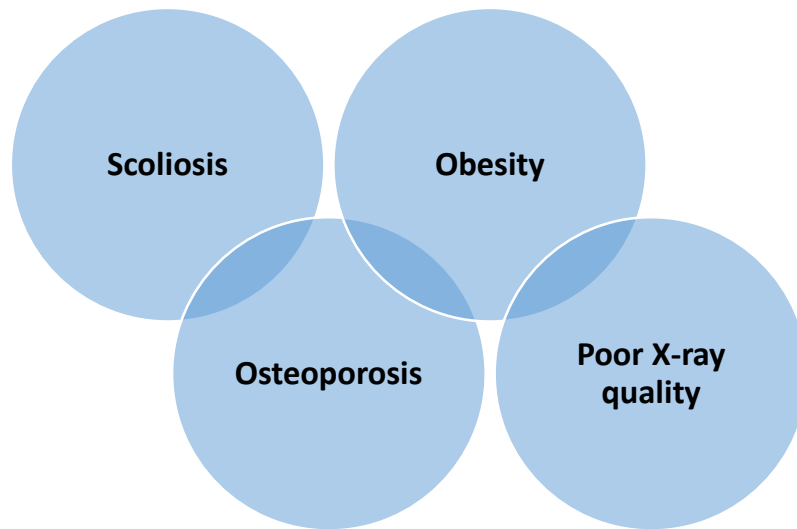 Scoliosis
Obesity
Osteoporosis
Poor X-ray
quality